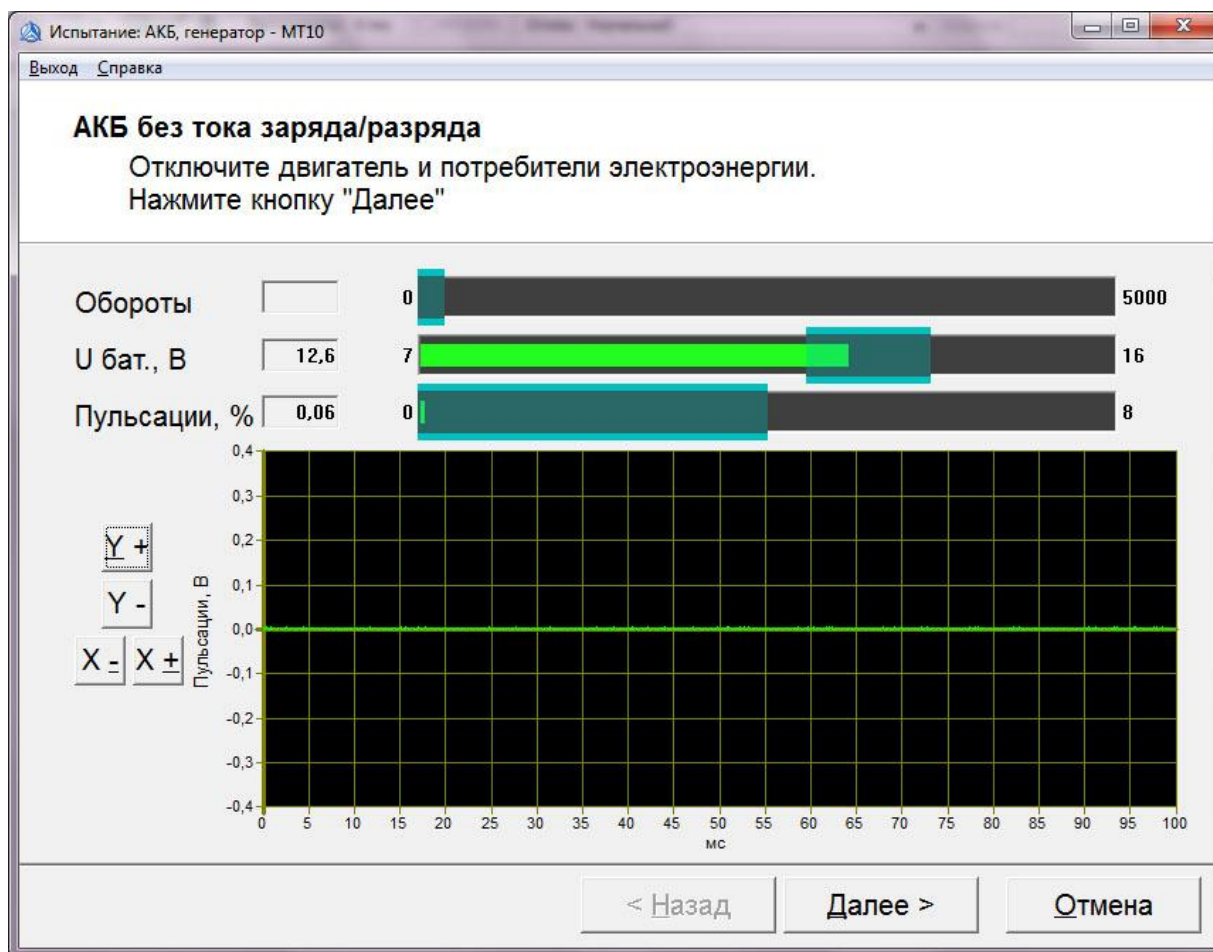 Испытание: АКБ, генератор - МТ10
Выход Справка
АКБ без тока заряда/разряда
Отключите двигатель и потребители электроэнергии.
Нажмите кнопку "Далее"
Обороты 0 5000
U бат., В 12,6 7 16
Пульсации, % 0,06 0 8
0,4
0,3
0,2
0,1
0,0
-0,1
-0,2
-0,3
-0,4
Пульсации, В
Y +
Y -
X - X +
0 5 10 15 20 25 30 35 40 45 50 55 60 65 70 75 80 85 90 95 100
мс
< Назад Далее > Отмена